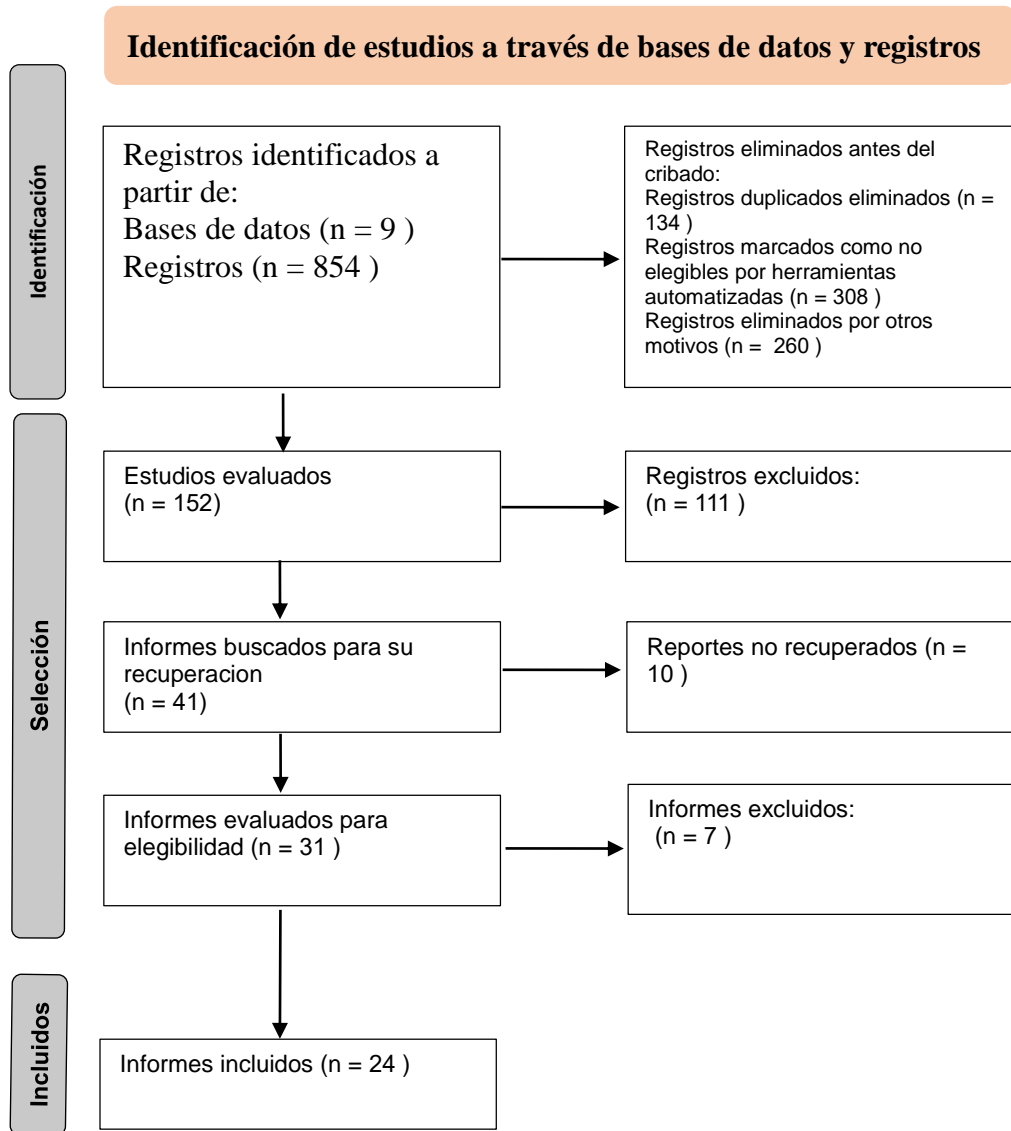 Identificación de estudios a través de bases de datos y registros
Identificación
Registros identificados a
partir de:
Bases de datos (n = 9 )
Registros (n = 854 )
Registros eliminados antes del
cribado:
Registros duplicados eliminados (n =
134 )
Registros marcados como no
elegibles por herramientas
automatizadas (n = 308 )
Registros eliminados por otros
motivos (n =  260 )
Selección
Estudios evaluados
(n = 152)
Registros excluidos:
(n = 111 )
Informes buscados para su
recuperacion
(n = 41)
Reportes no recuperados (n =
10 )
Informes evaluados para
elegibilidad (n = 31 )
Informes excluidos:
(n = 7 )
Incluidos
Informes incluidos (n = 24 )